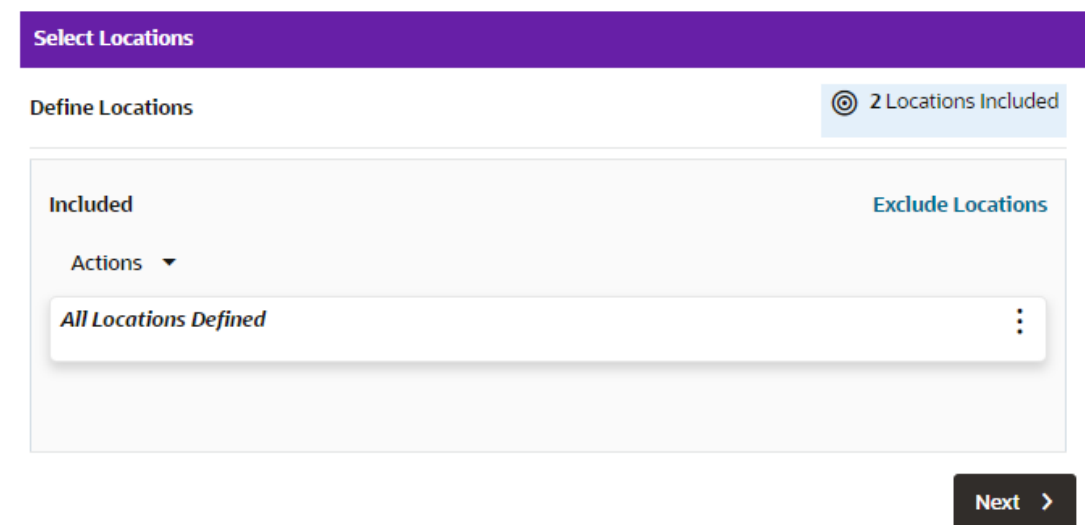 Select Locations
Define Locations
2 Locations Included
Included
Exclude Locations
Actions
All Locations Defined
Next